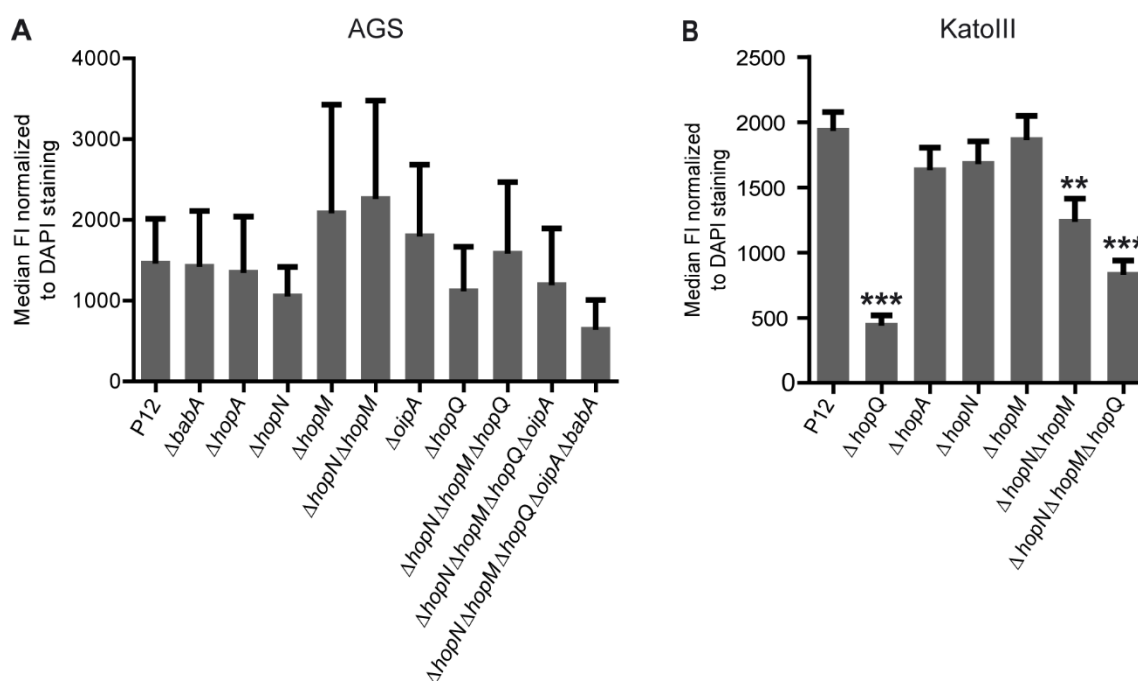 A
AGS
Median FI normalized
to DAPI staining
4000
3000
2000
1000
0
P12
ΔbabA
ΔhopA
ΔhopN
ΔhopM
ΔhopNΔhopM
ΔoipA
ΔhopQ
ΔhopNΔhopMΔhopQ
ΔhopNΔhopMΔhopQΔoipA
ΔhopNΔhopMΔhopQΔoipAΔbabA
B
KatoIII
Median FI normalized
to DAPI staining
2500
2000
1500
1000
500
0
***
**
***
P12
ΔhopQ
ΔhopA
ΔhopN
ΔhopM
ΔhopNΔhopM
ΔhopNΔhopMΔhopQ